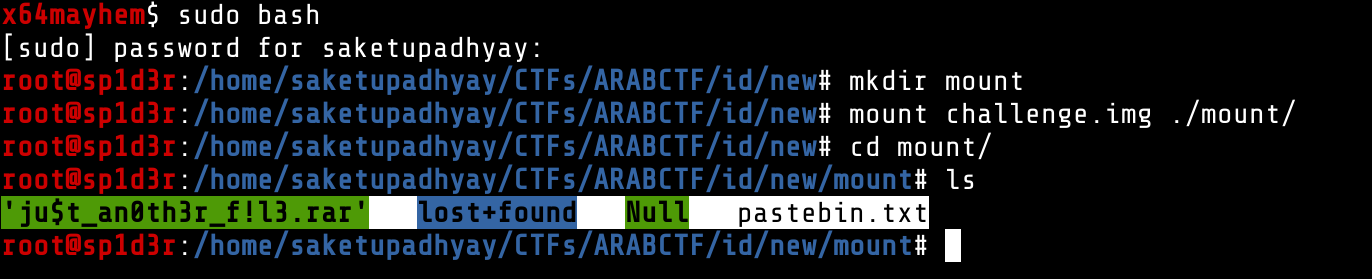 x64mayhem$ sudo bash
[sudo] password for saketupadhyay:
root@sp1d3r:/home/saketupadhyay/CTFs/ARABCTF/id/new# mkdir mount
root@sp1d3r:/home/saketupadhyay/CTFs/ARABCTF/id/new# mount challenge.img ./mount/
root@sp1d3r:/home/saketupadhyay/CTFs/ARABCTF/id/new# cd mount/
root@sp1d3r:/home/saketupadhyay/CTFs/ARABCTF/id/new/mount# ls
'ju$t_an0th3r_f!l3.rar'   lost+found   Null   pastebin.txt
root@sp1d3r:/home/saketupadhyay/CTFs/ARABCTF/id/new/mount#